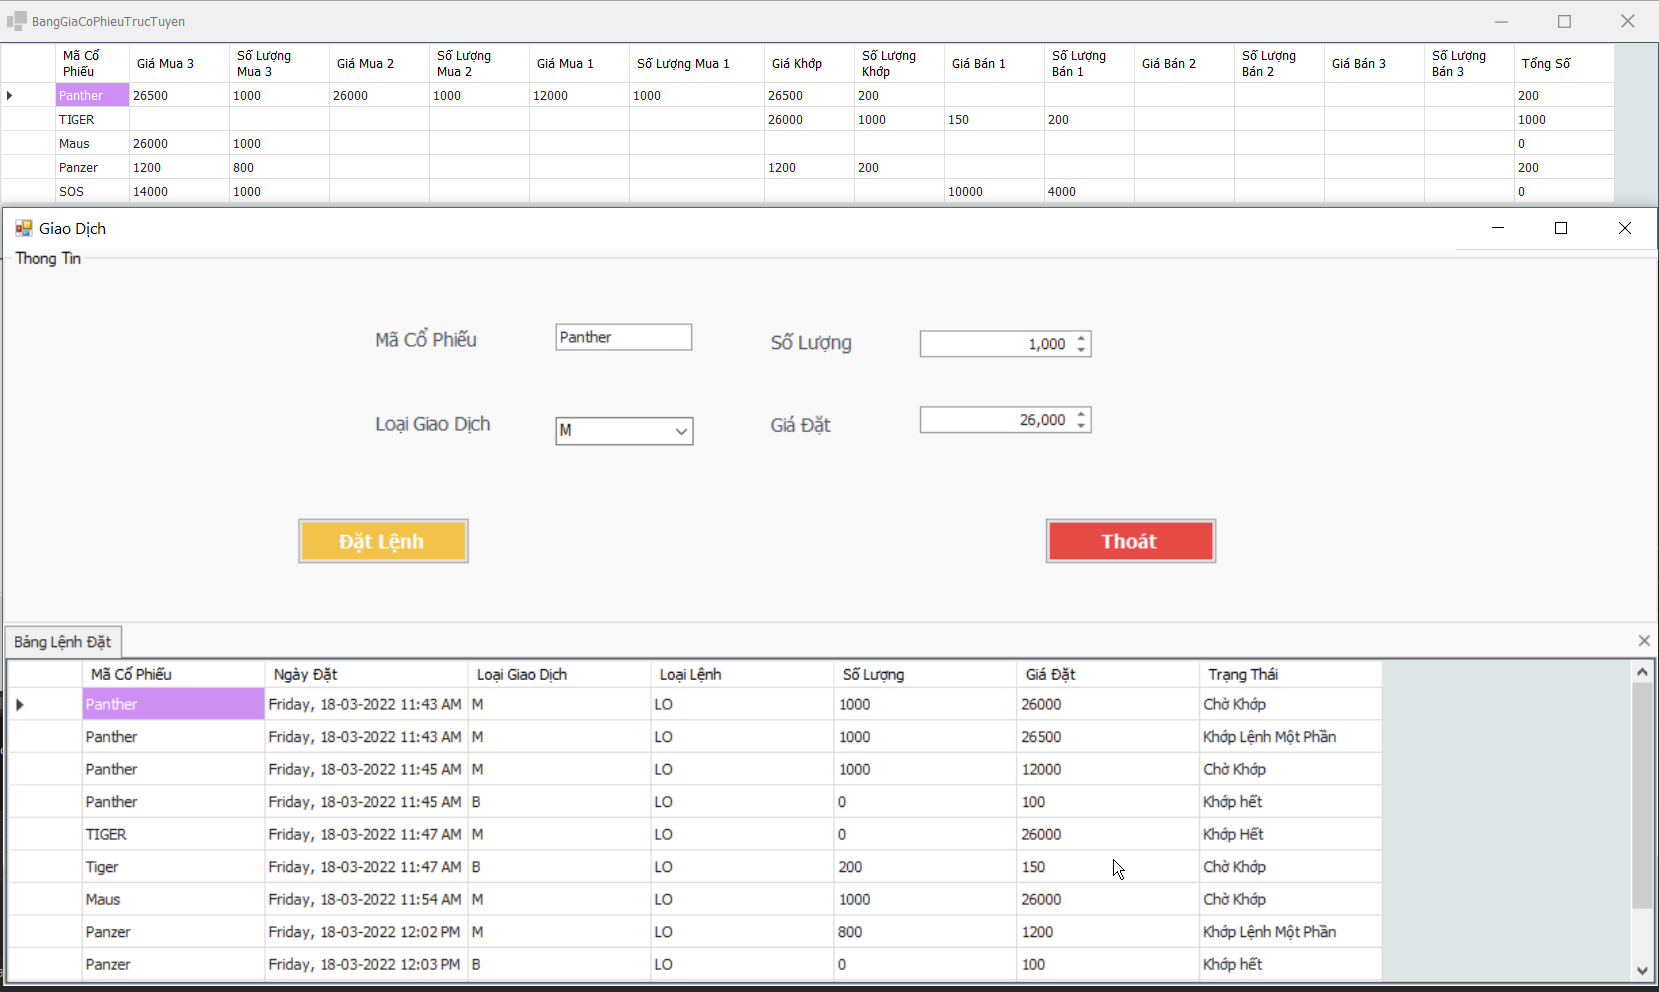 BangGiaCoPhieuTrucTuyen
Mã Cổ Phiếu Giá Mua 3 Số Lượng Mua 3 Giá Mua 2 Số Lượng Mua 2 Giá Mua 1 Số Lượng Mua 1 Giá Khớp Số Lượng Khớp Giá Bán 1 Số Lượng Bán 1 Giá Bán 2 Số Lượng Bán 2 Giá Bán 3 Số Lượng Bán 3 Tổng Số
Panther 26500 1000 26000 1000 12000 1000 26500 200 200
TIGER 26000 1000 150 200 1000
Maus 26000 1000 0
Panzer 1200 800 1200 200 200
SOS 14000 1000 10000 4000 0
Giao Dịch
Thong Tin
Mã Cổ Phiếu Panther Số Lượng 1,000
Loại Giao Dịch M Giá Đặt 26,000
Đặt Lệnh Thoát
Bảng Lệnh Đặt
Mã Cổ Phiếu Ngày Đặt Loại Giao Dịch Loại Lệnh Số Lượng Giá Đặt Trạng Thái
Panther Friday, 18-03-2022 11:43 AM M LO 1000 26000 Chờ Khớp
Panther Friday, 18-03-2022 11:43 AM M LO 1000 26500 Khớp Lệnh Một Phần
Panther Friday, 18-03-2022 11:45 AM M LO 1000 12000 Chờ Khớp
Panther Friday, 18-03-2022 11:45 AM B LO 0 100 Khớp hết
TIGER Friday, 18-03-2022 11:47 AM M LO 0 26000 Khớp Hết
Tiger Friday, 18-03-2022 11:47 AM B LO 200 150 Chờ Khớp
Maus Friday, 18-03-2022 11:54 AM M LO 1000 26000 Chờ Khớp
Panzer Friday, 18-03-2022 12:02 PM M LO 800 1200 Khớp Lệnh Một Phần
Panzer Friday, 18-03-2022 12:03 PM B LO 0 100 Khớp hết